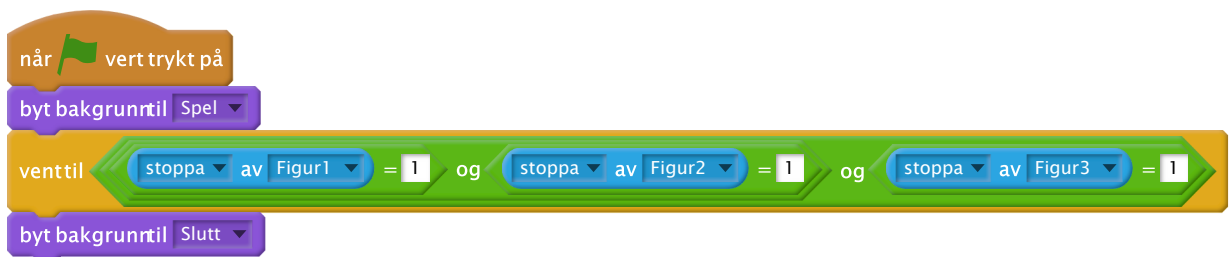 når vert trykt på
byt bakgrunn til Spel
vent til stoppa av Figur1 = 1 og stoppa av Figur2 = 1 og stoppa av Figur3 = 1
byt bakgrunn til Slutt